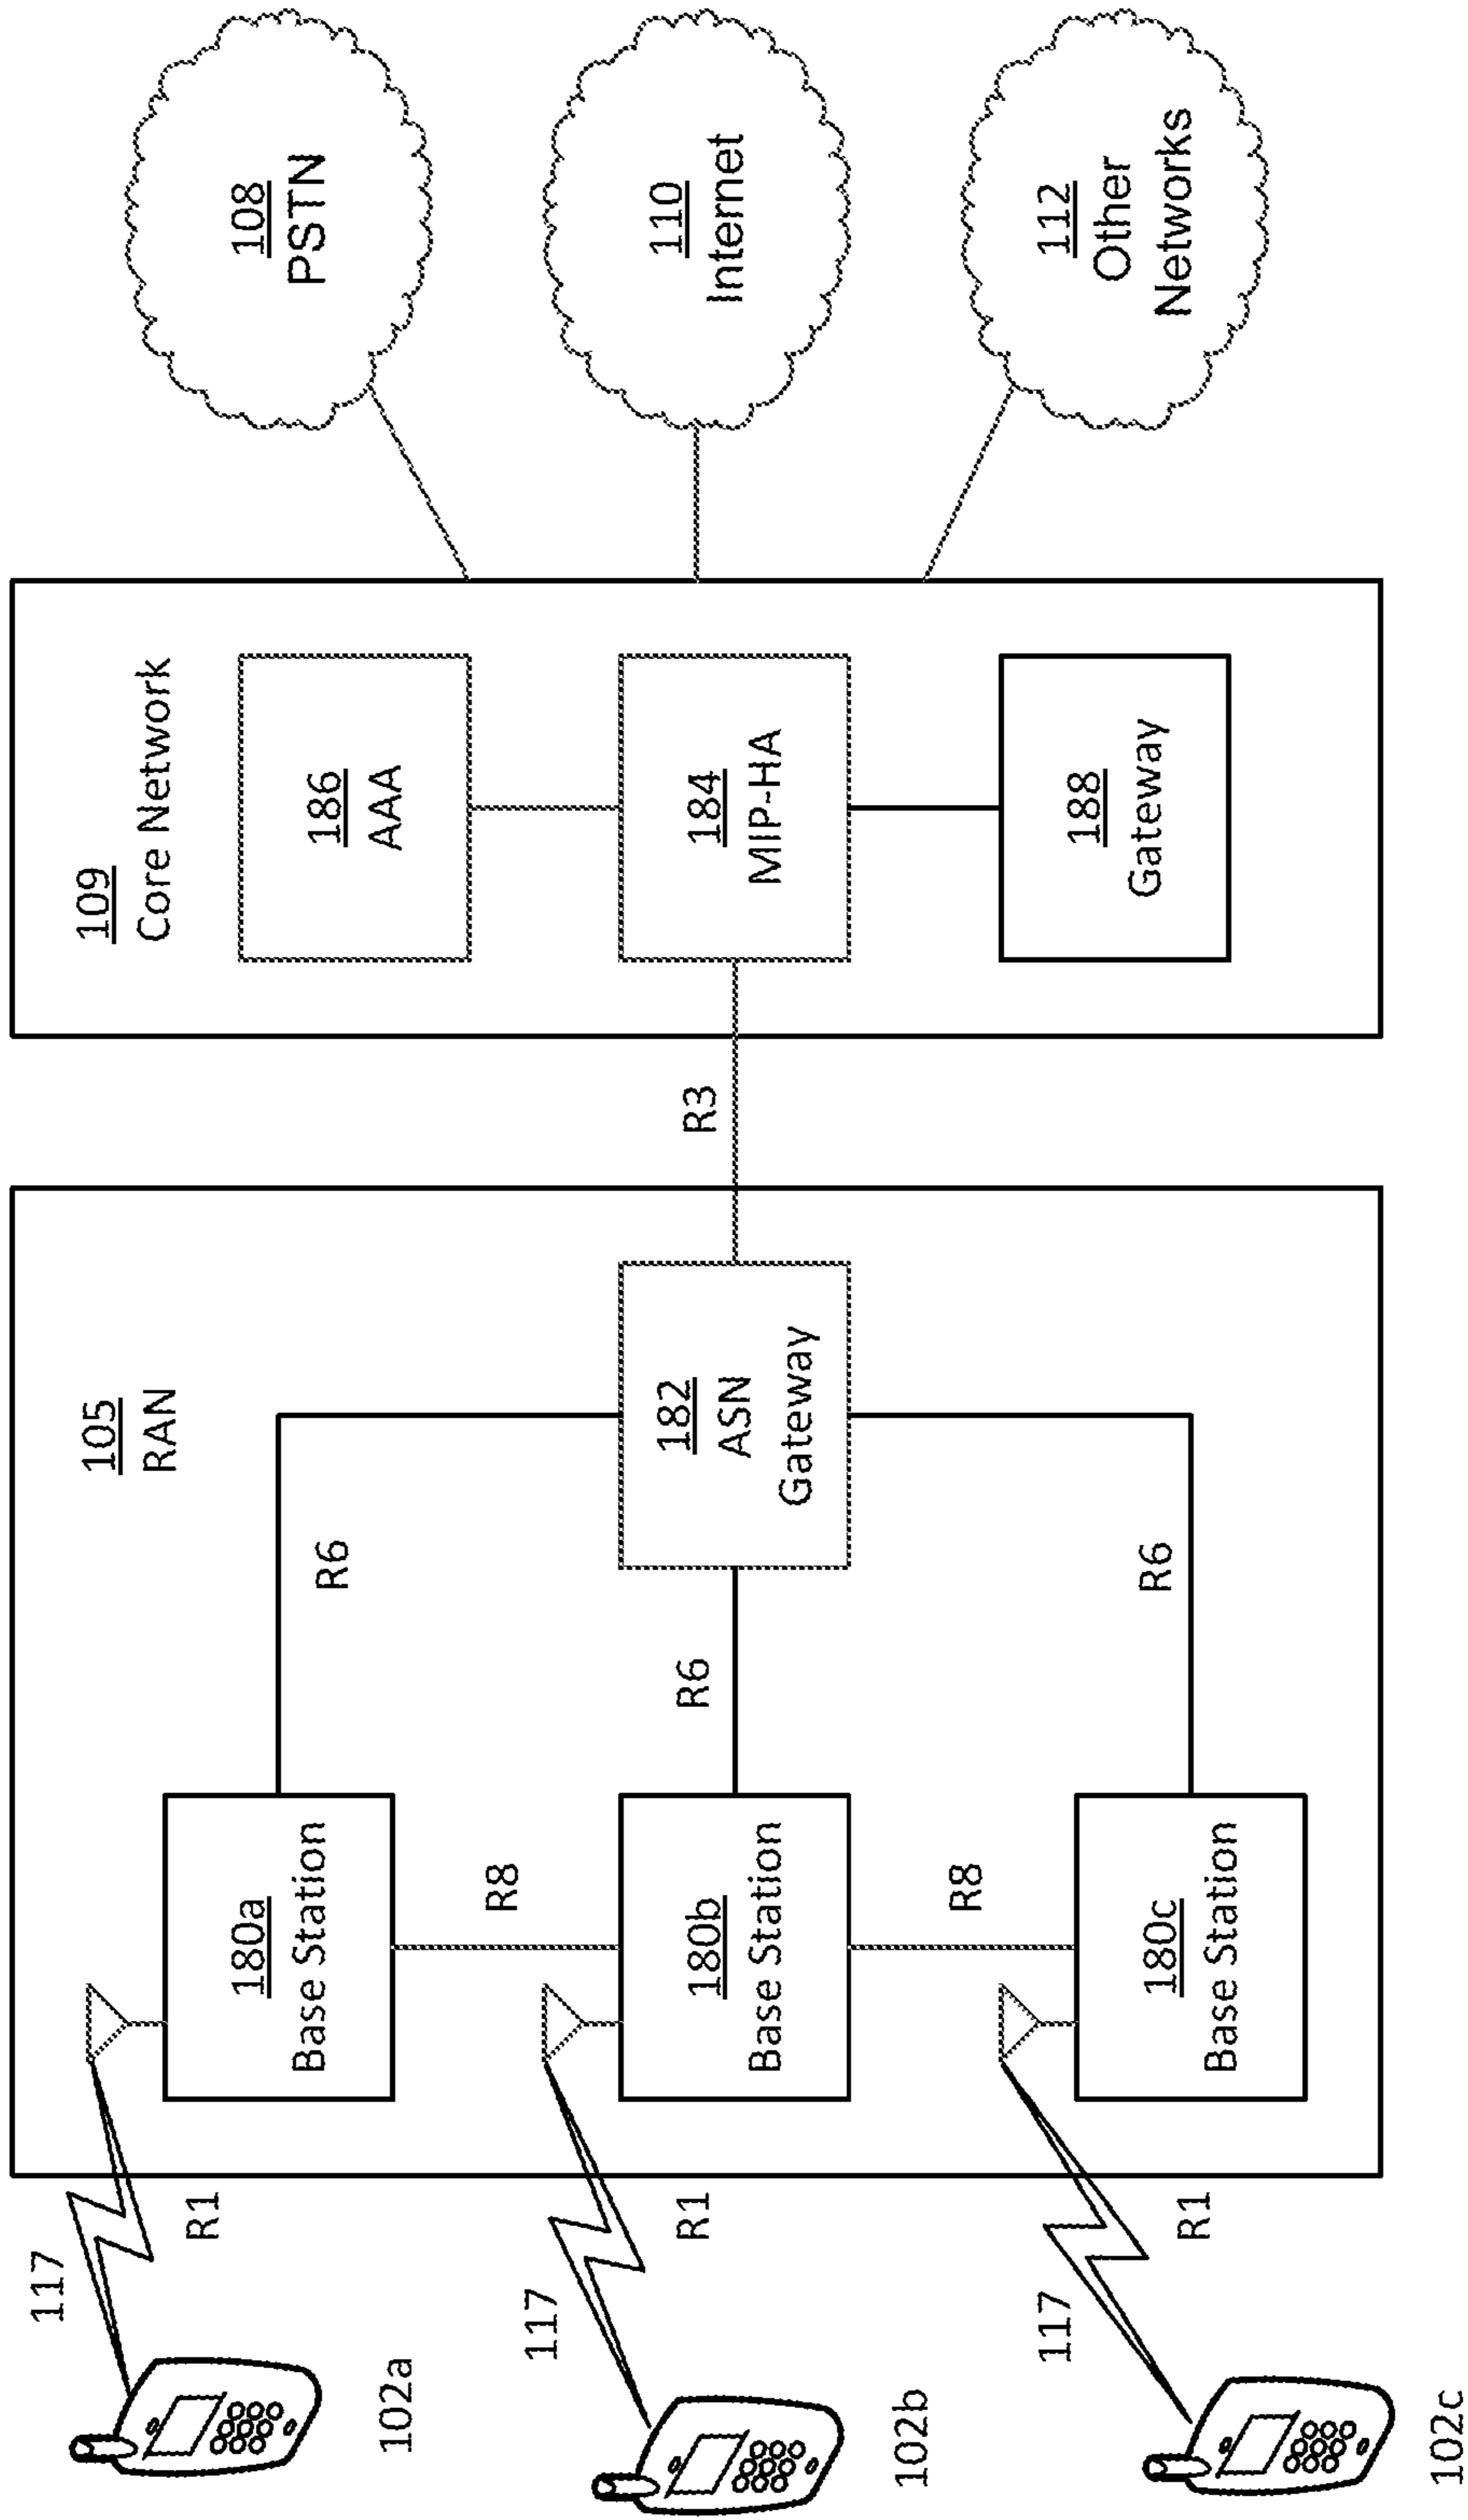 117
R1
102a
117
R1
102b
117
R1
102c
105
RAN
180a
Base Station
R8
180b
Base Station
R8
180c
Base Station
R6
R6
R6
182
ASN
Gateway
R3
109
Core Network
186
AAA
184
MIP-HA
188
Gateway
108
PSTN
110
Internet
112
Other
Networks